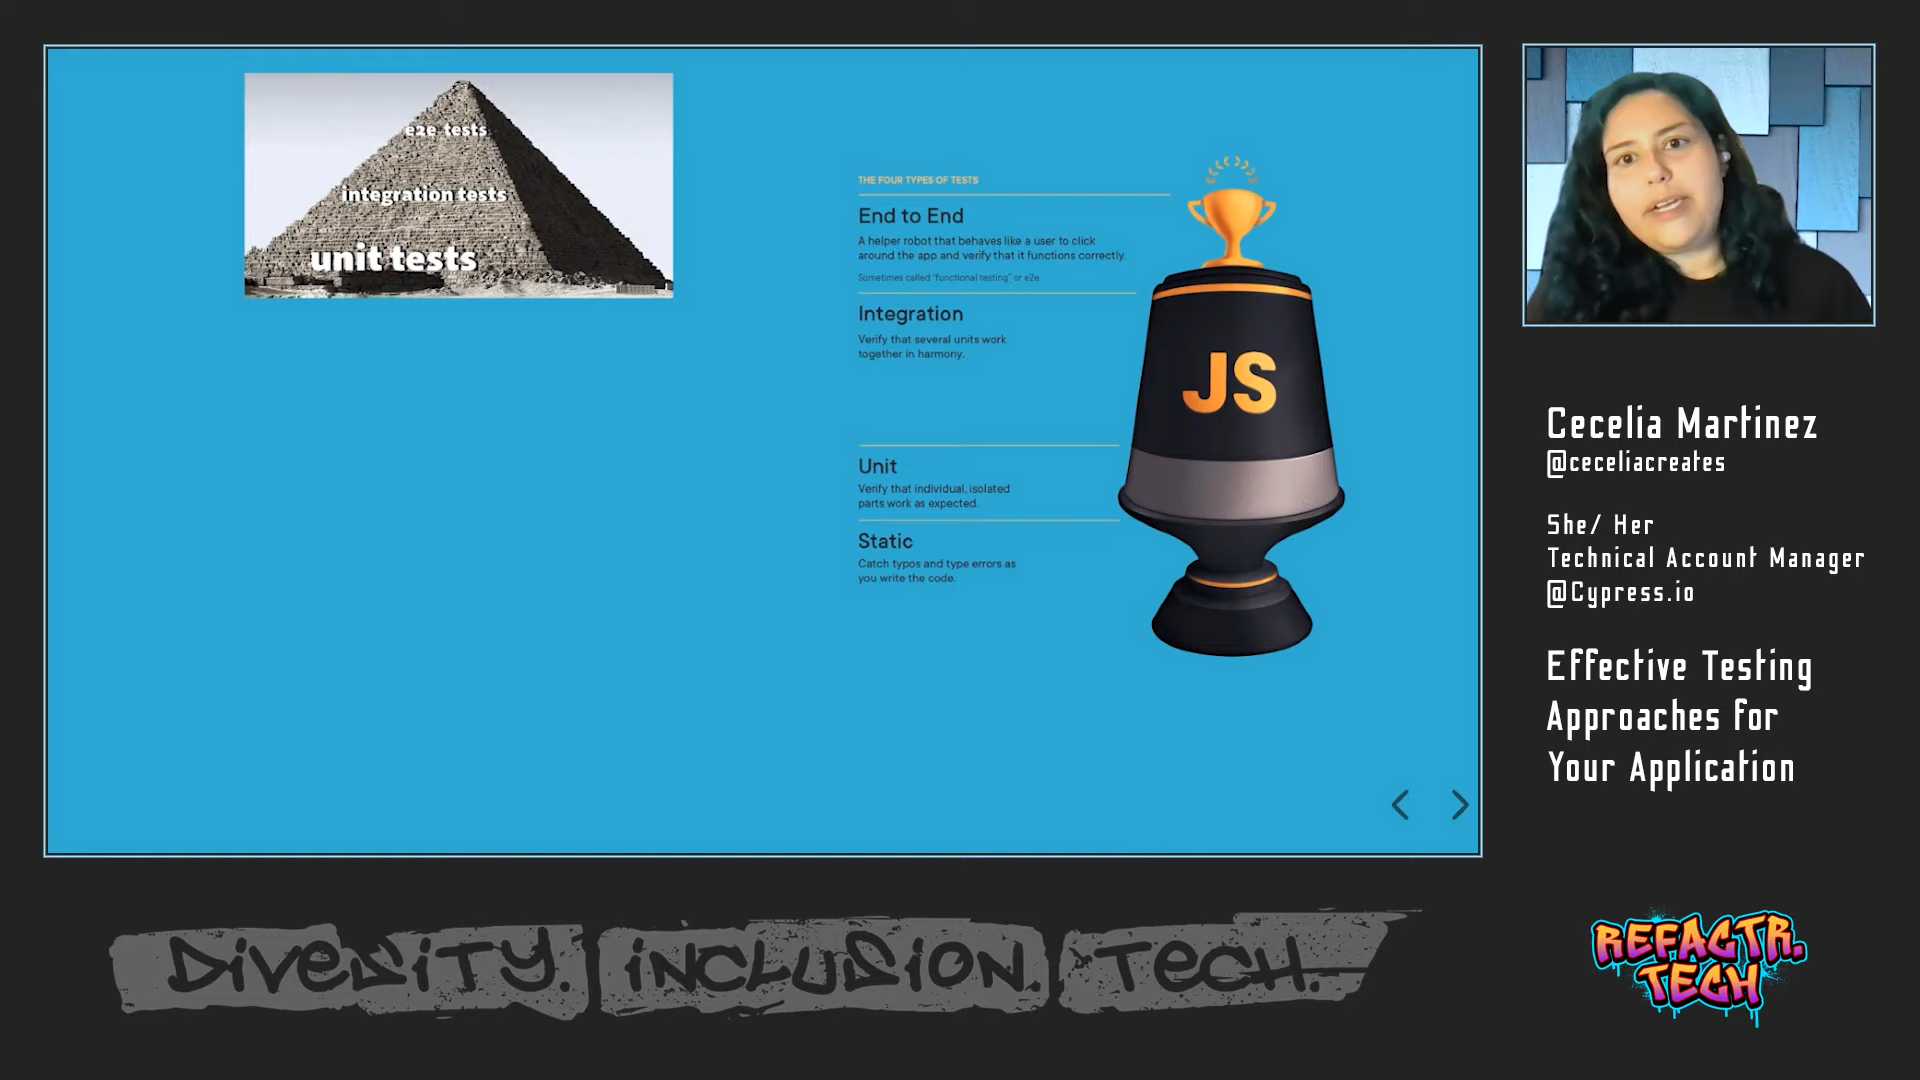 e2e tests
integration tests
unit tests
THE FOUR TYPES OF TESTS
End to End
A helper robot that behaves like a user to click
around the app and verify that it functions correctly.
Sometimes called "functional testing" or e2e
Integration
Verify that several units work
together in harmony.
Unit
Verify that individual, isolated
parts work as expected.
Static
Catch typos and type errors as
you write the code.
JS
Cecelia Martinez
@ceceliacreates
She/ Her
Technical Account Manager
@Cypress.io
Effective Testing
Approaches for
Your Application
DIVERSITY. INCLUSION. TECH.
REFACTR.
TECH